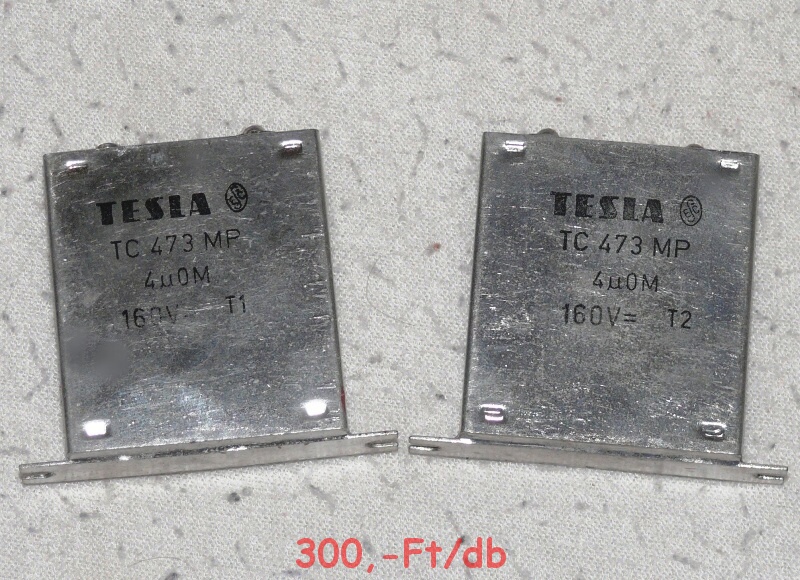 TESLA
TC 473 MP
4µ0M
160V= T1
TESLA
TC 473 MP
4µ0M
160V= T2
300,-Ft/db